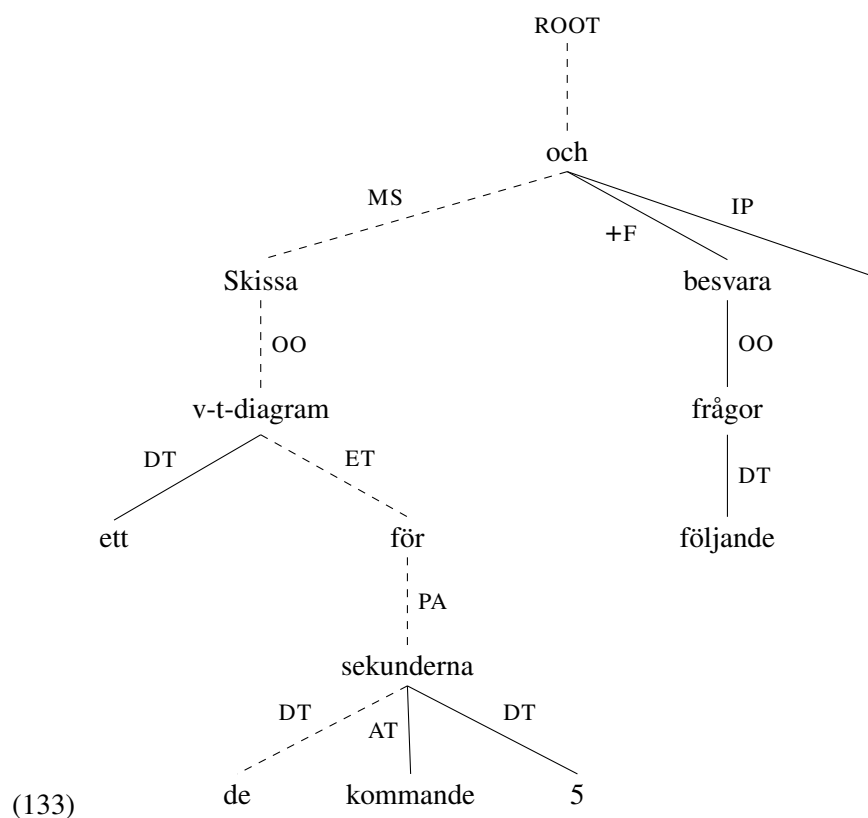 ROOT
och
MS
+F
IP
Skissa
besvara
OO
OO
v-t-diagram
frågor
DT
ET
DT
ett
för
följande
PA
sekunderna
DT
AT
DT
de
kommande
5
(133)